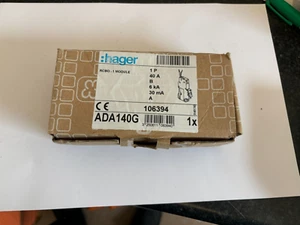 :hager
RCBO - 1 MODULE
1 P
40 A
B
6 kA
30 mA
A
CE
106394
ADA140G
1x